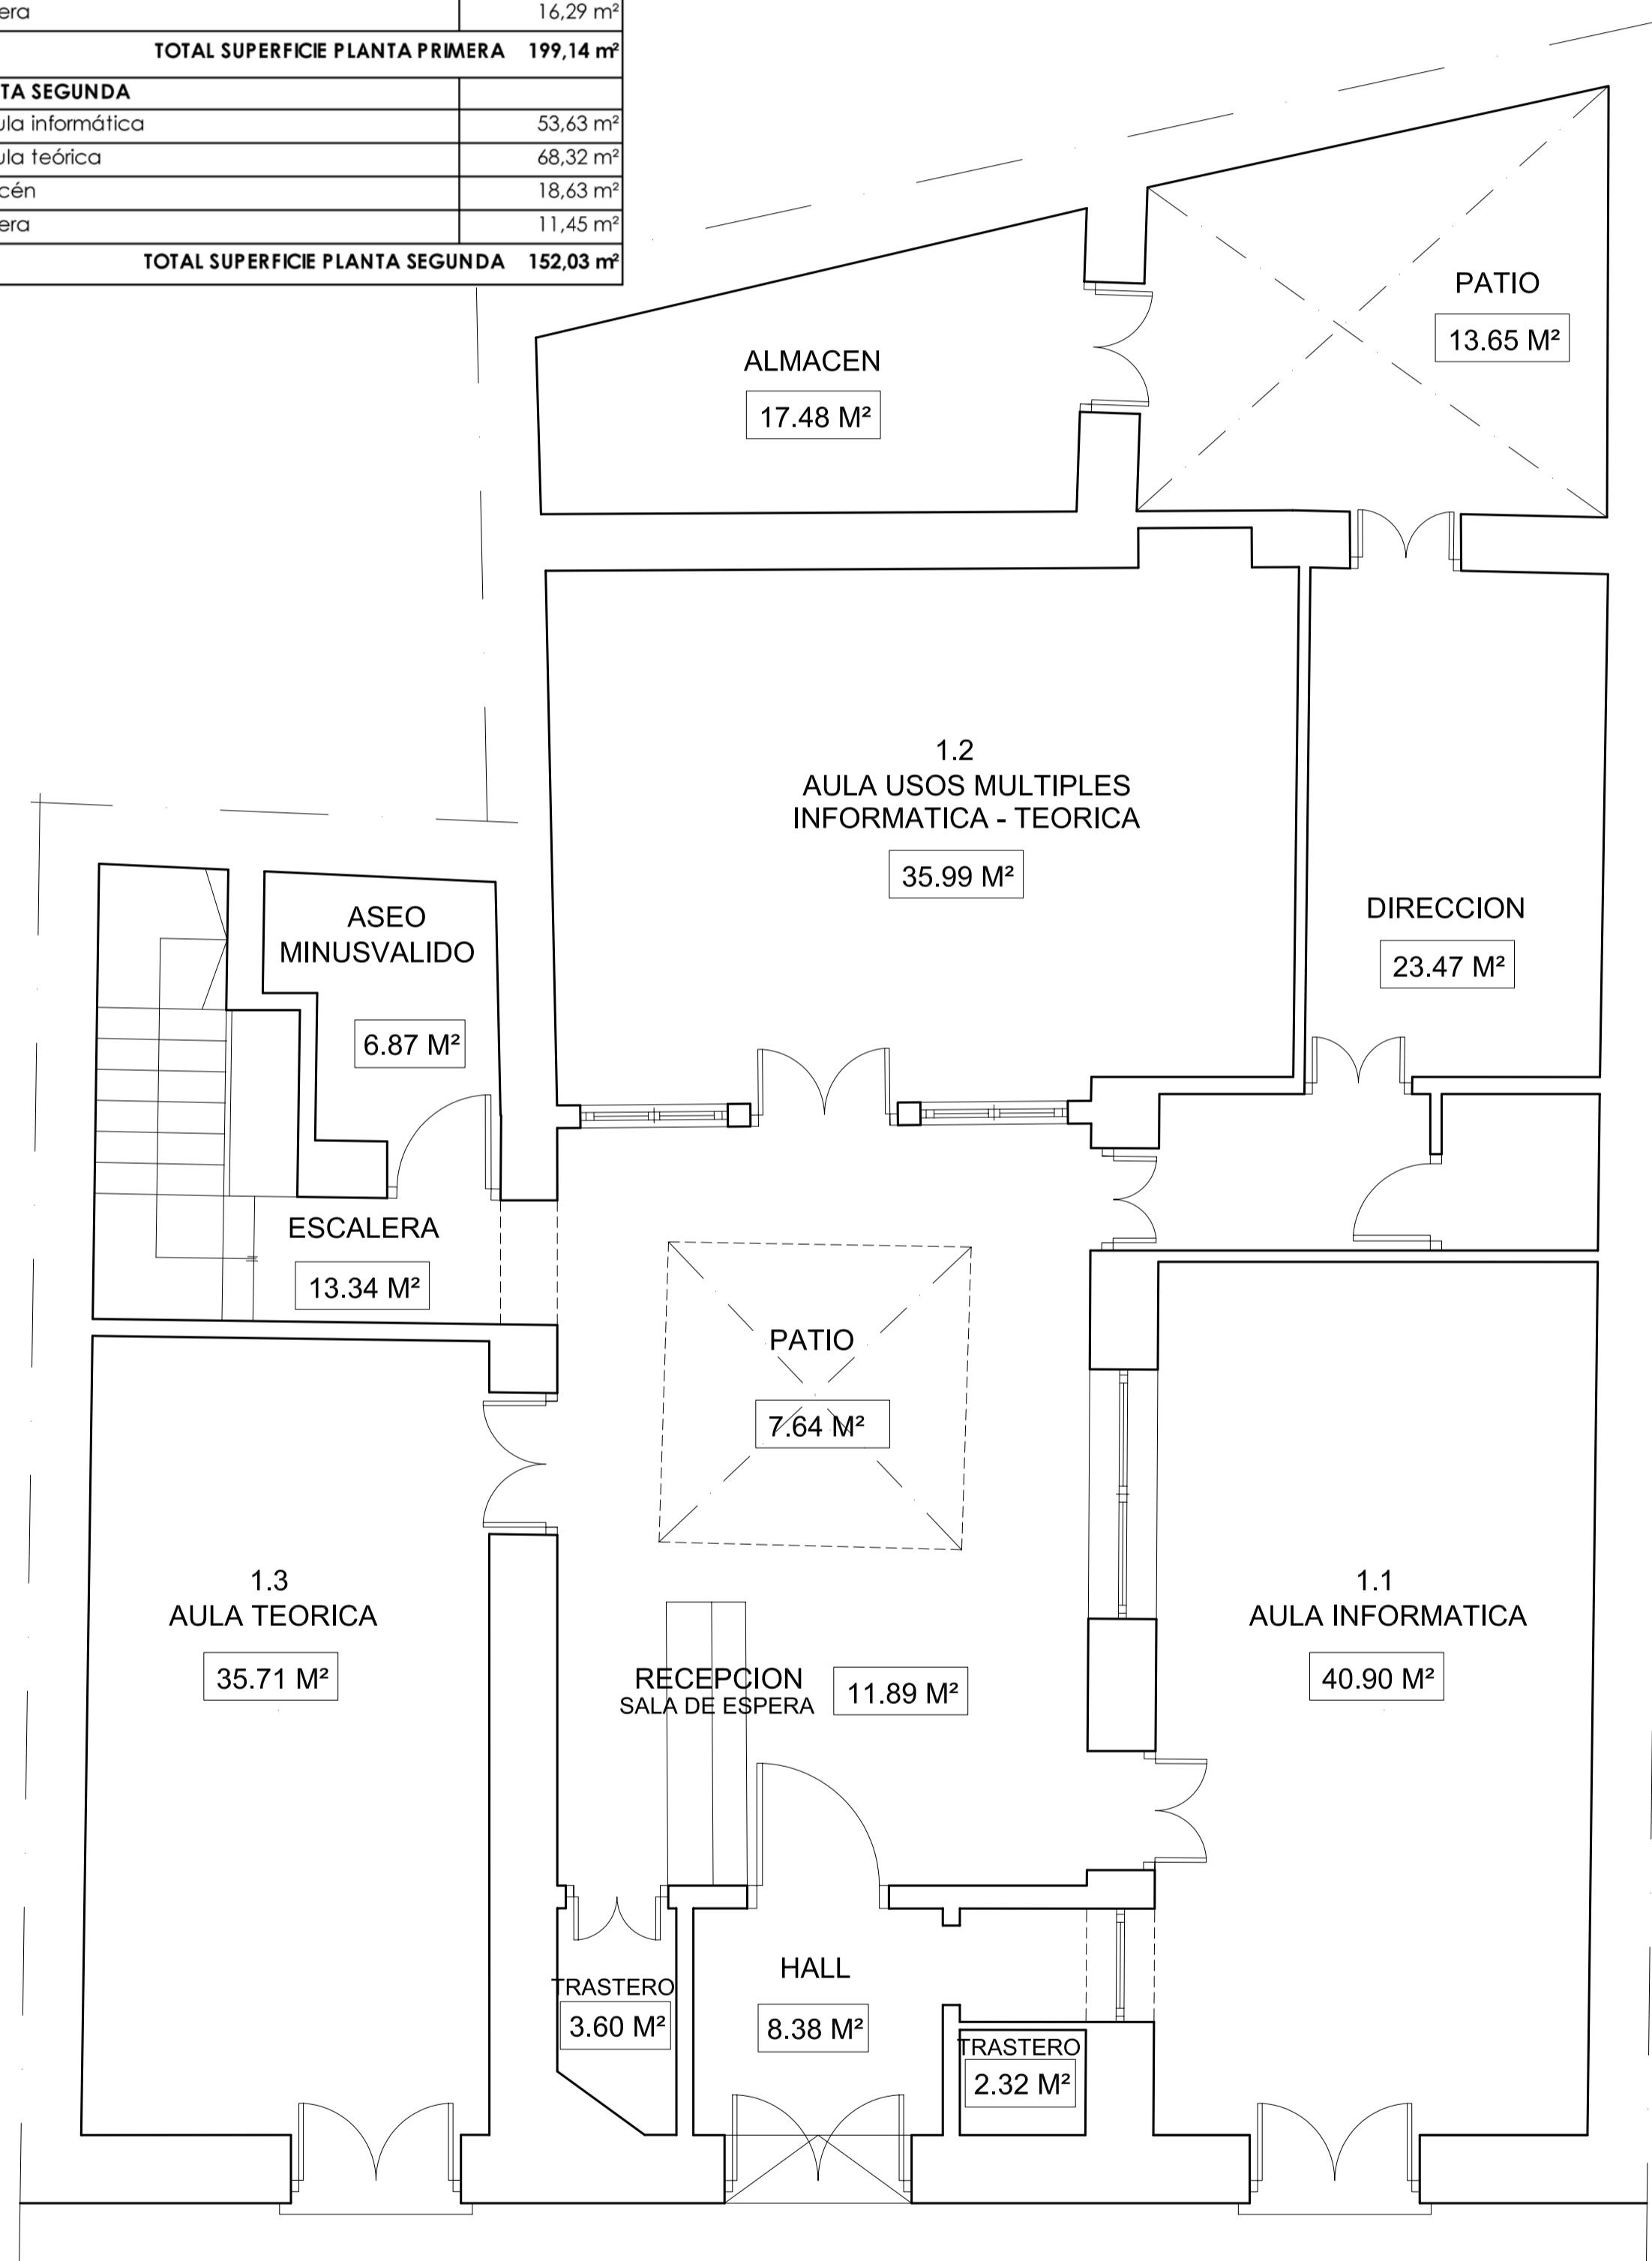 era 16,29 m²
TOTAL SUPERFICIE PLANTA PRIMERA 199,14 m²
TA SEGUNDA
ula informática 53,63 m²
ula teórica 68,32 m²
cén 18,63 m²
era 11,45 m²
TOTAL SUPERFICIE PLANTA SEGUNDA 152,03 m²
PATIO
13.65 M²
ALMACEN
17.48 M²
1.2
AULA USOS MULTIPLES
INFORMATICA - TEORICA
35.99 M²
DIRECCION
23.47 M²
ASEO
MINUSVALIDO
6.87 M²
ESCALERA
13.34 M²
PATIO
7.64 M²
1.3
AULA TEORICA
35.71 M²
RECEPCION
SALA DE ESPERA
11.89 M²
1.1
AULA INFORMATICA
40.90 M²
TRASTERO
3.60 M²
HALL
8.38 M²
TRASTERO
2.32 M²